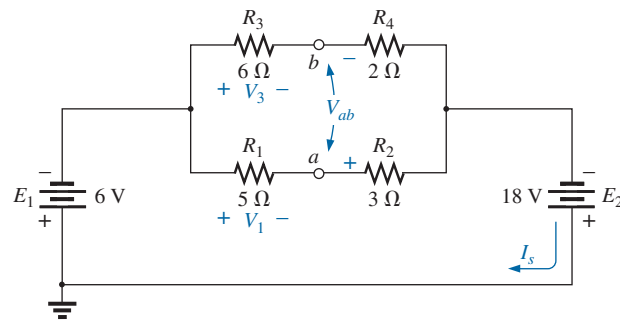 R3 R4
b
6 Ω − 2 Ω
+ V3 −
Vab
R1 a R2
+
− −
E1 6 V 5 Ω 3 Ω 18 V E2
+ + V1 − +
Is